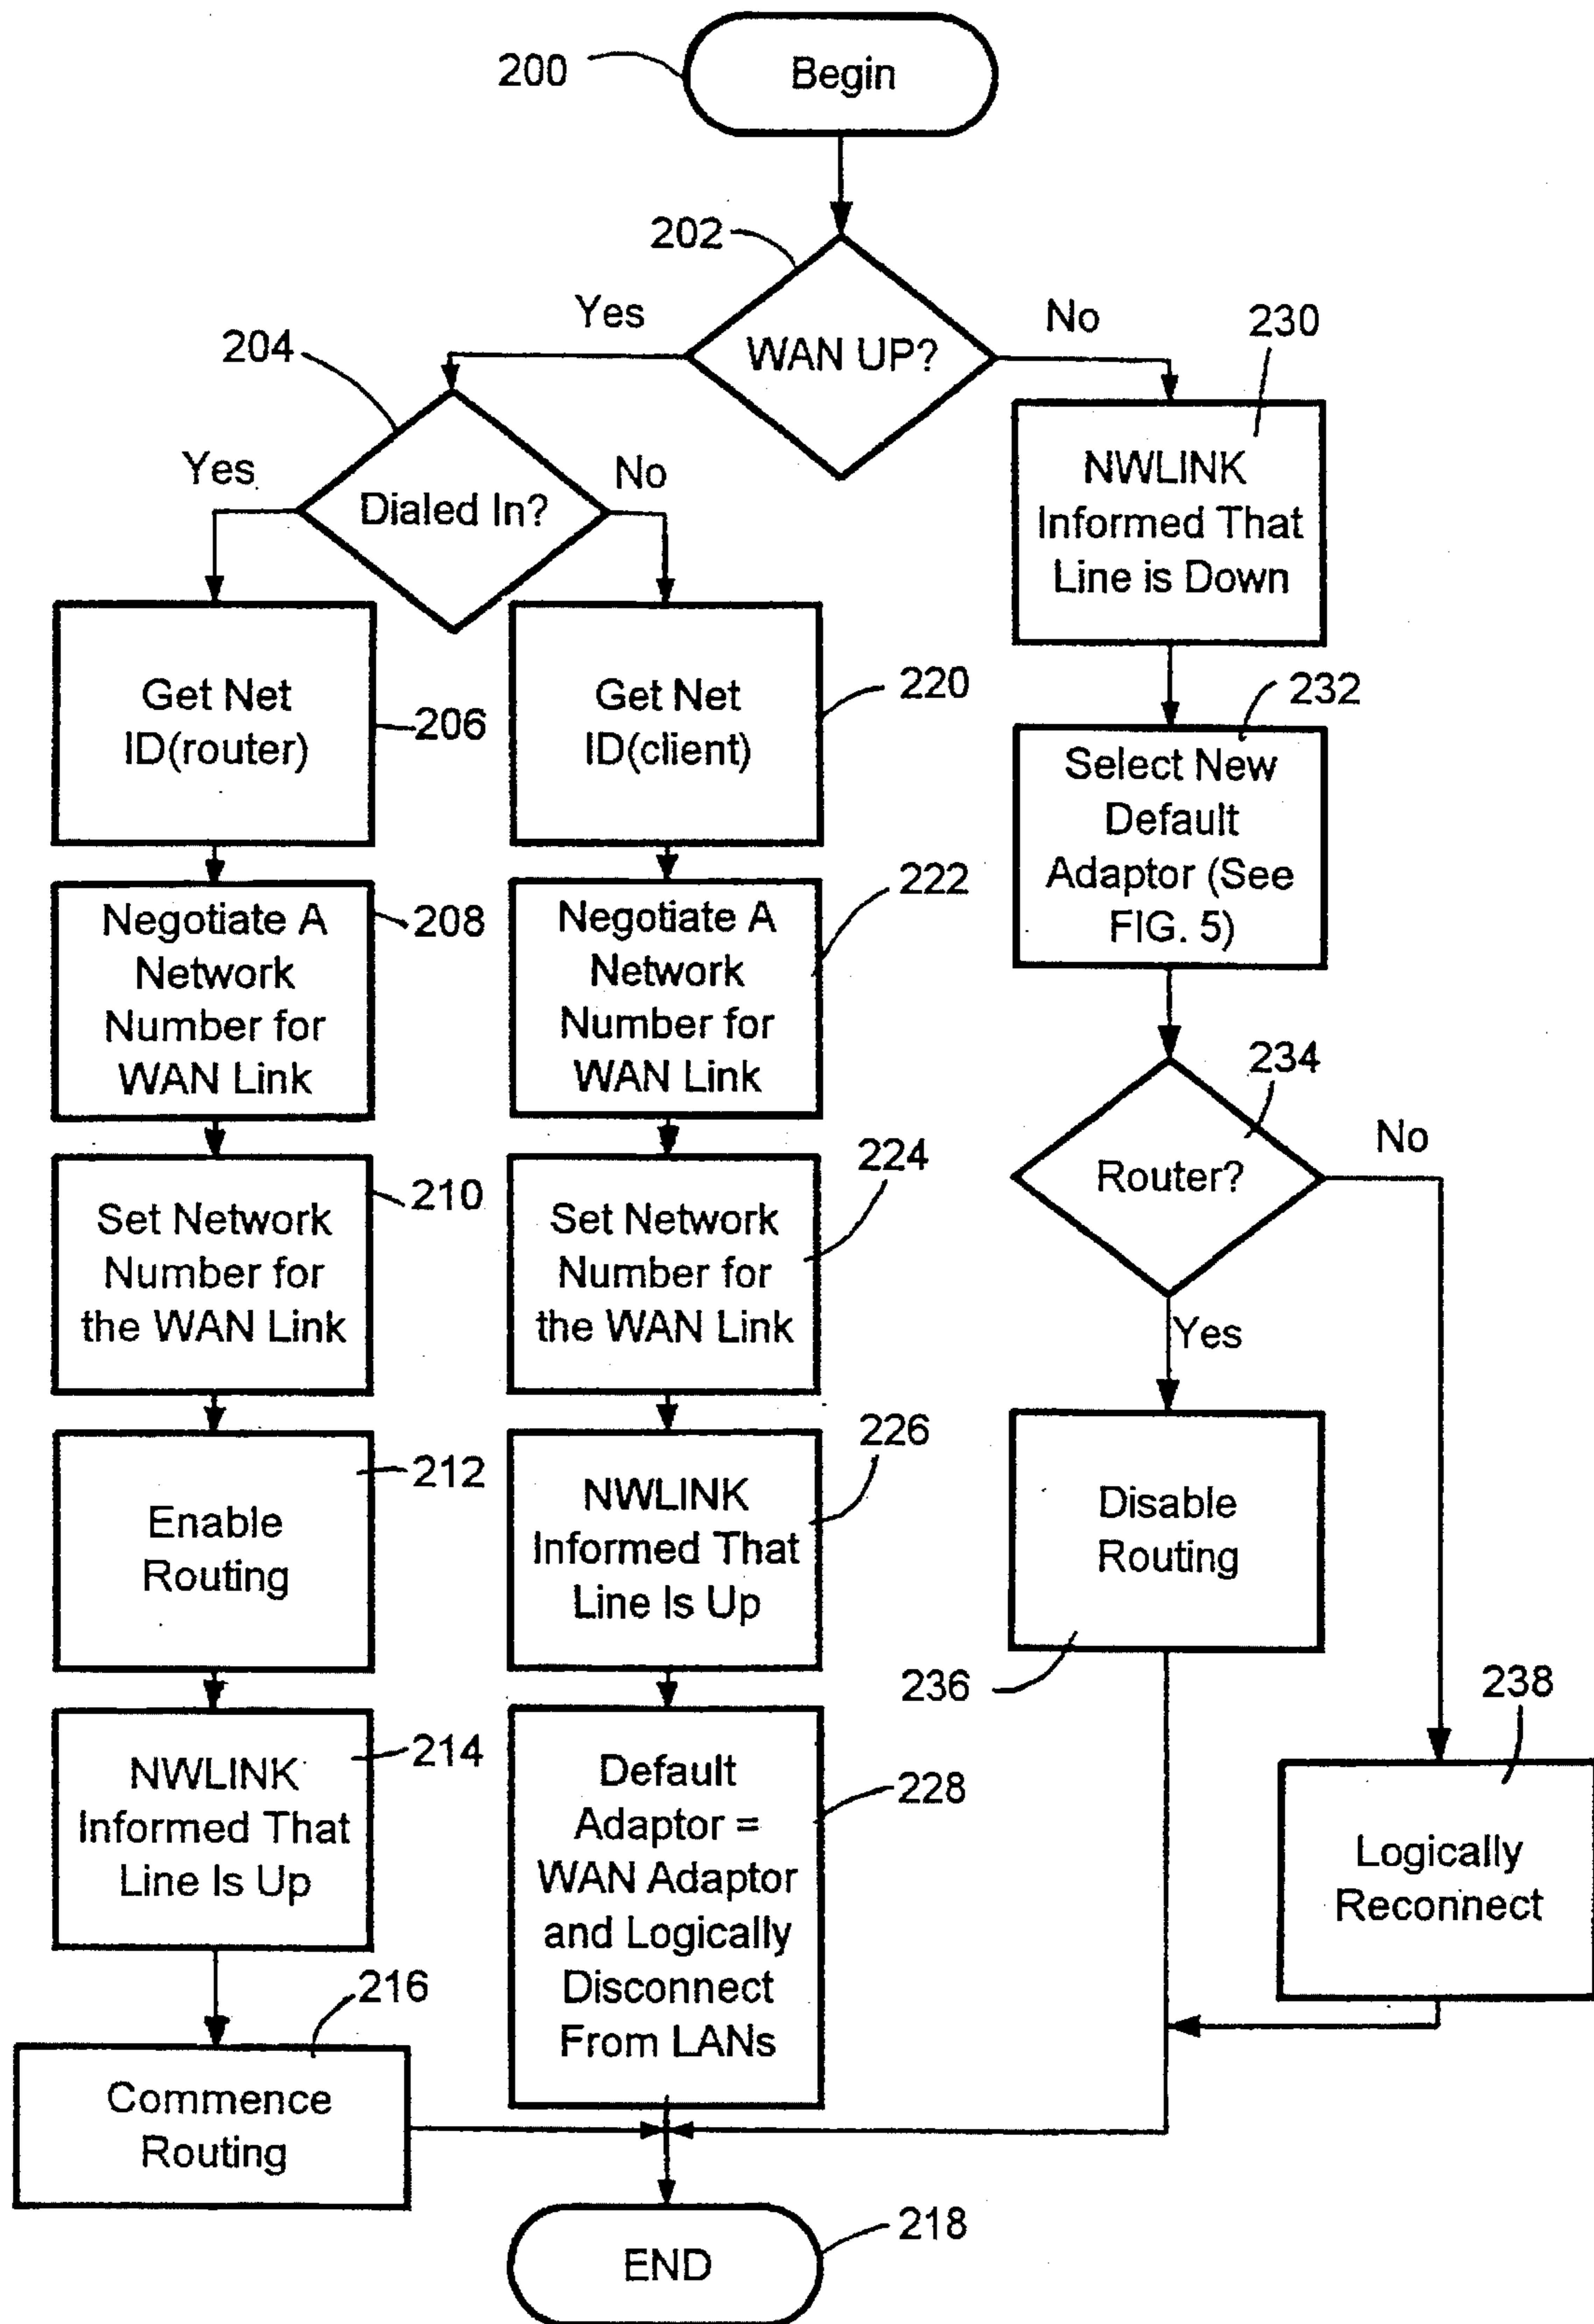 200
Begin
202
Yes
No
230
204
WAN UP?
Yes
No
Dialed In?
NWLINK
Informed That
Line is Down
Get Net
ID(router)
206
Get Net
ID(client)
220
232
Select New
Default
Adaptor (See
FIG. 5)
Negotiate A
Network
Number for
WAN Link
208
Negotiate A
Network
Number for
WAN Link
222
234
Router?
No
Yes
Set Network
Number for
the WAN Link
210
Set Network
Number for
the WAN Link
224
Enable
Routing
212
NWLINK
Informed That
Line Is Up
226
Disable
Routing
236
238
NWLINK
Informed That
Line Is Up
214
Default
Adaptor =
WAN Adaptor
and Logically
Disconnect
From LANs
228
Logically
Reconnect
216
Commence
Routing
END
218